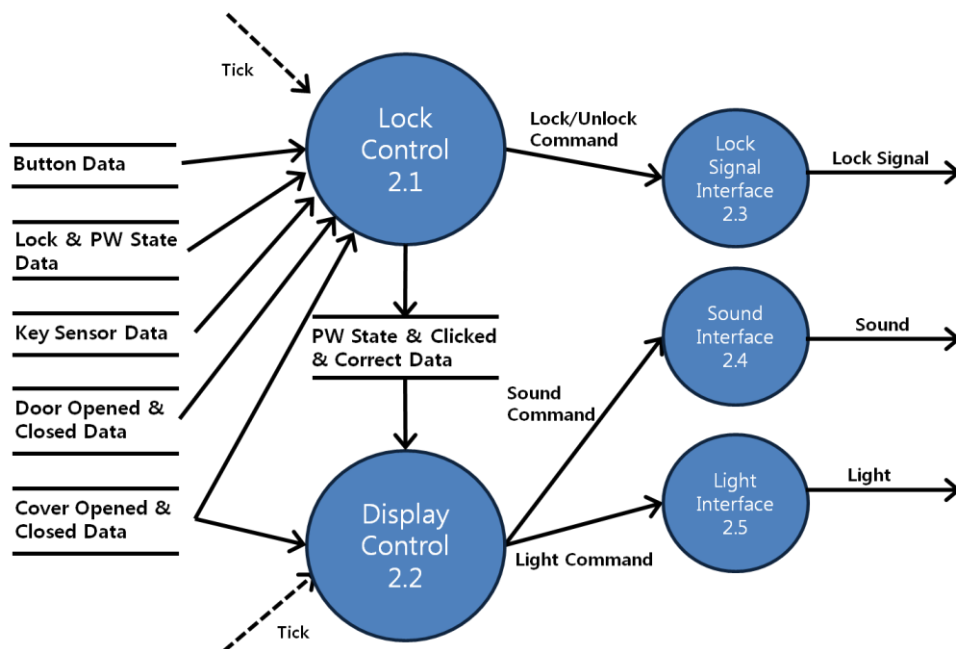 Tick
Lock
Control
2.1
Lock/Unlock
Command
Lock
Signal
Interface
2.3
Lock Signal
Button Data
Lock & PW State
Data
Key Sensor Data
Door Opened &
Closed Data
Cover Opened &
Closed Data
PW State & Clicked
& Correct Data
Sound
Command
Sound
Interface
2.4
Sound
Display
Control
2.2
Light Command
Light
Interface
2.5
Light
Tick